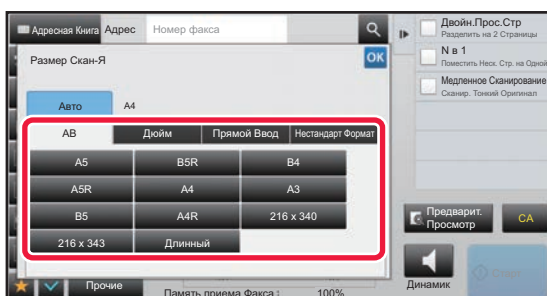 Адресная Книга Адрес Номер факса
Размер Скан-Я OK
Авто A4
AB Дюйм Прямой Ввод Нестандарт Формат
A5 B5R B4
A5R A4 A3
B5 A4R 216 x 340
216 x 343 Длинный
Прочие
Память приема Факса: 100%
Двойн.Прос.Стр
Разделить на 2 Страницы
N в 1
Поместить Неск. Стр. на Одной
Медленное Сканирование
Сканир. Тонкий Оригинал
Предварит.
Просмотр
CA
Динамик
Старт